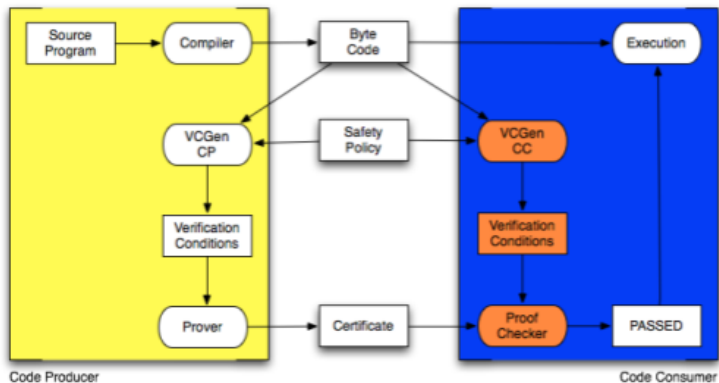 Source
Program
Compiler
Byte
Code
Execution
VCGen
CP
Safety
Policy
VCGen
CC
Verification
Conditions
Verification
Conditions
Prover
Certificate
Proof
Checker
PASSED
Code Producer
Code Consumer